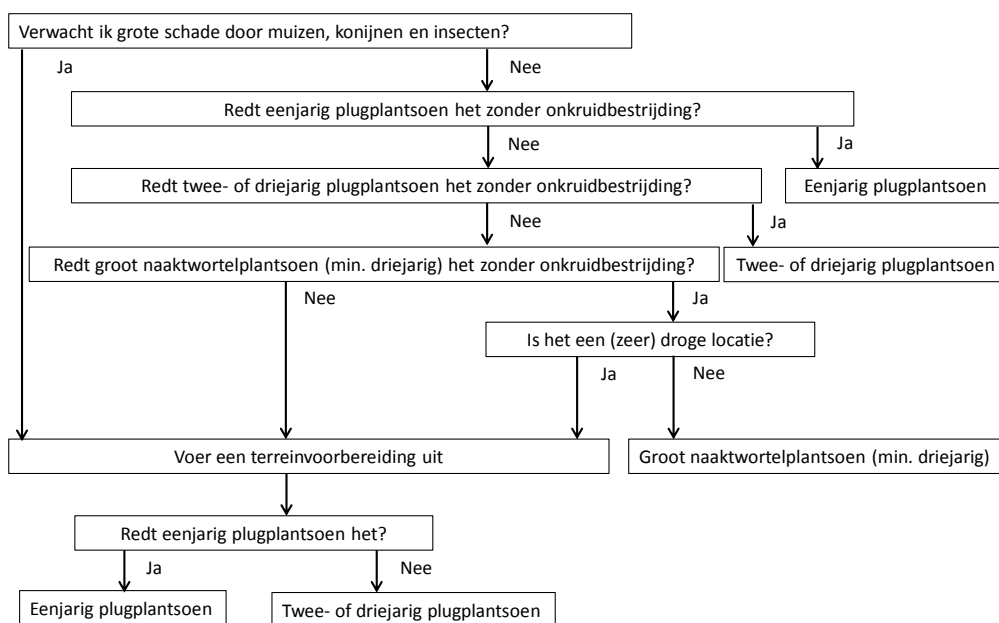 Verwacht ik grote schade door muizen, konijnen en insecten?
Ja
Nee
Redt eenjarig plugplantsoen het zonder onkruidbestrijding?
Nee
Ja
Redt twee- of driejarig plugplantsoen het zonder onkruidbestrijding?
Eenjarig plugplantsoen
Nee
Ja
Redt groot naaktwortelplantsoen (min. driejarig) het zonder onkruidbestrijding?
Twee- of driejarig plugplantsoen
Nee
Ja
Is het een (zeer) droge locatie?
Ja
Nee
Voer een terreinvoorbereiding uit
Groot naaktwortelplantsoen (min. driejarig)
Redt eenjarig plugplantsoen het?
Ja
Nee
Eenjarig plugplantsoen
Twee- of driejarig plugplantsoen